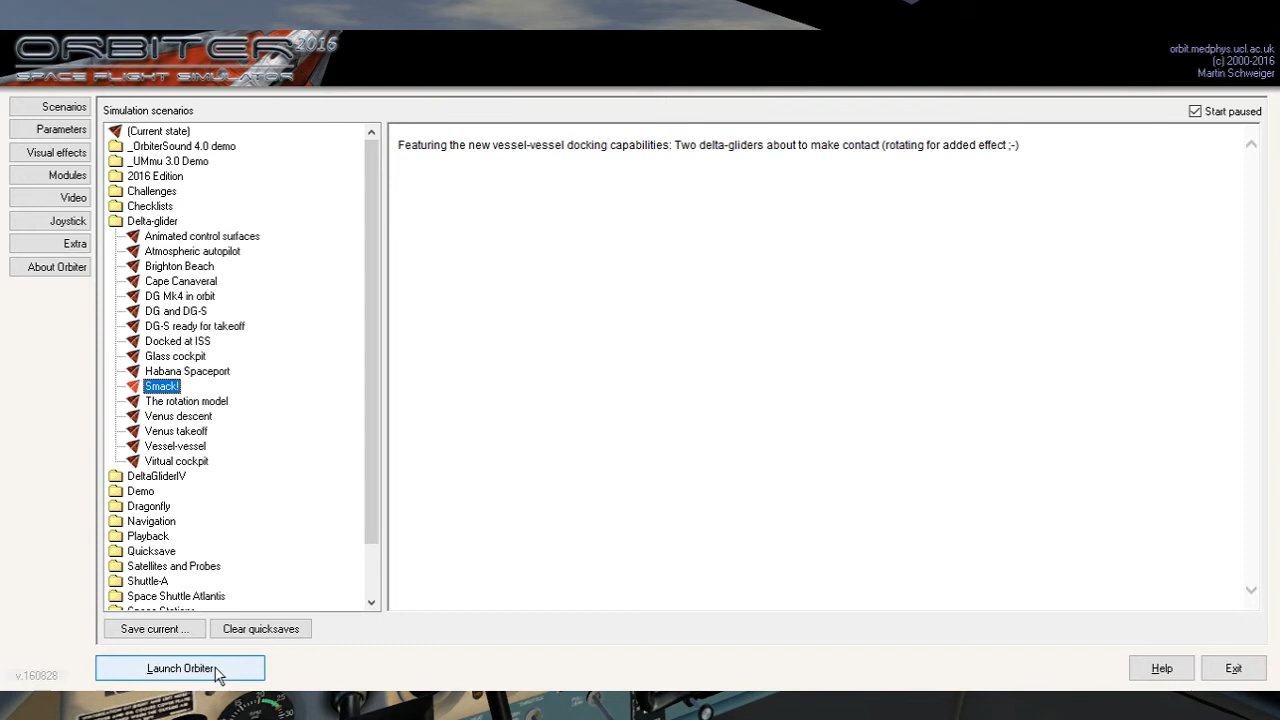 ORBITER 2016
SPACE FLIGHT SIMULATOR
orbit.medphys.ucl.ac.uk
(c) 2000-2016
Martin Schweiger
Scenarios
Parameters
Visual effects
Modules
Video
Joystick
Extra
About Orbiter
Simulation scenarios
Start paused
(Current state)
_OrbiterSound 4.0 demo
_UMmu 3.0 Demo
2016 Edition
Challenges
Checklists
Delta-glider
Animated control surfaces
Atmospheric autopilot
Brighton Beach
Cape Canaveral
DG Mk4 in orbit
DG and DG-S
DG-S ready for takeoff
Docked at ISS
Glass cockpit
Habana Spaceport
Smack!
The rotation model
Venus descent
Venus takeoff
Vessel-vessel
Virtual cockpit
DeltaGliderIV
Demo
Dragonfly
Navigation
Playback
Quicksave
Satellites and Probes
Shuttle-A
Space Shuttle Atlantis
Space Stations
Featuring the new vessel-vessel docking capabilities: Two delta-gliders about to make contact (rotating for added effect ;-)
Save current ...
Clear quicksaves
v.160828
Launch Orbiter
Help
Exit